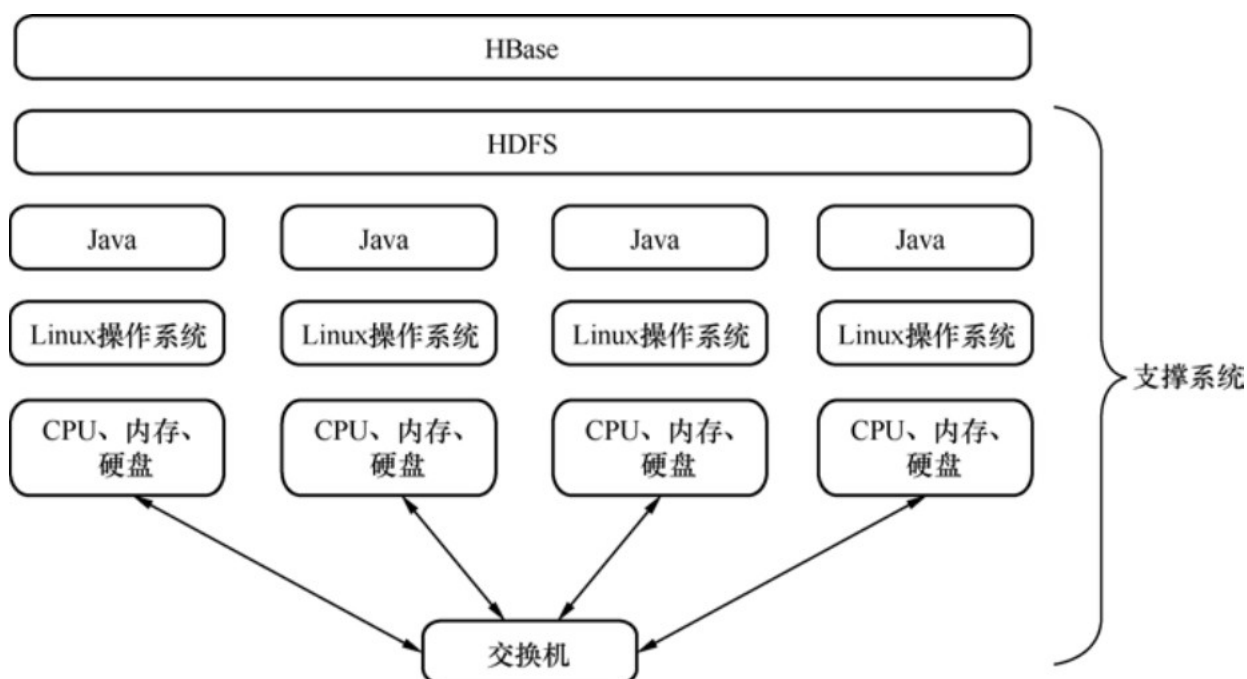 HBase
HDFS
Java
Java
Java
Java
Linux操作系统
Linux操作系统
Linux操作系统
Linux操作系统
支撑系统
CPU、内存、
硬盘
CPU、内存、
硬盘
CPU、内存、
硬盘
CPU、内存、
硬盘
交换机